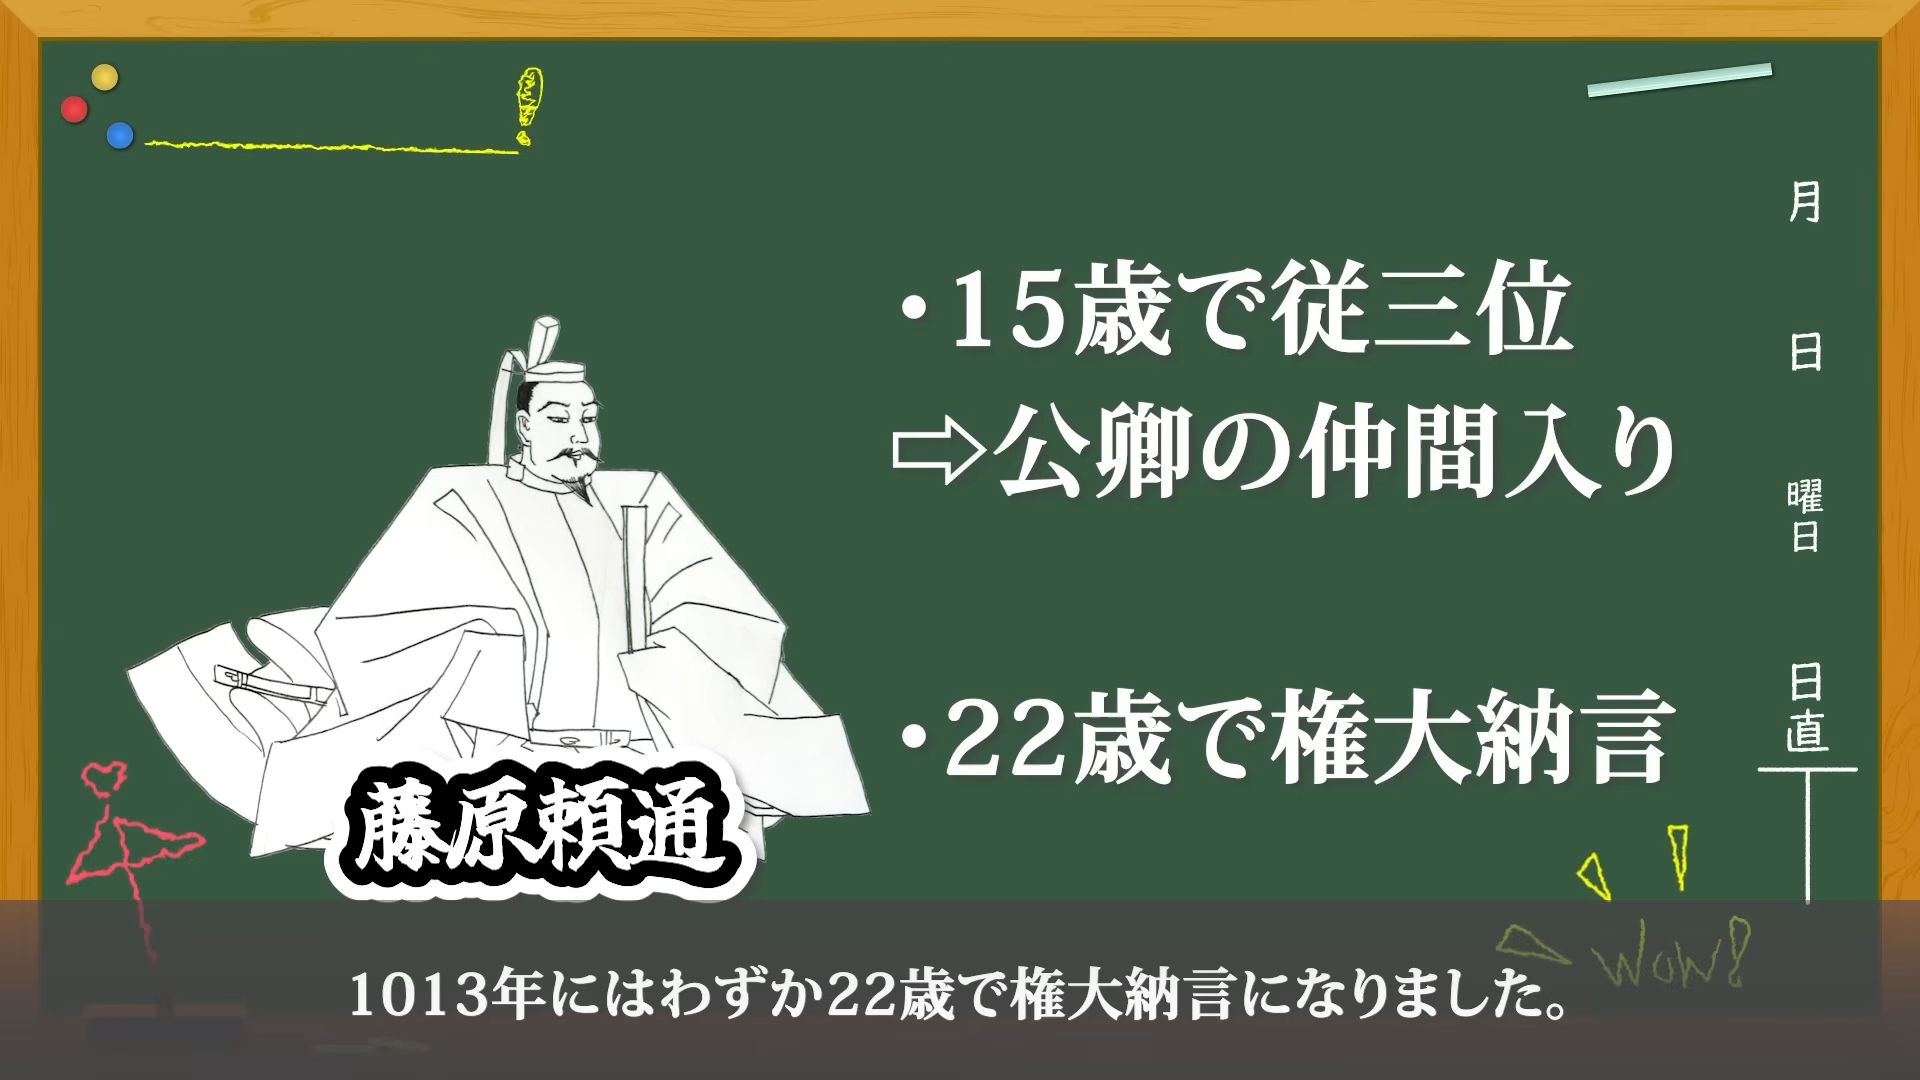 ・15歳で従三位
⇨公卿の仲間入り
・22歳で権大納言
藤原頼通
月
日
曜日
日直
WOW!
1013年にはわずか22歳で権大納言になりました。